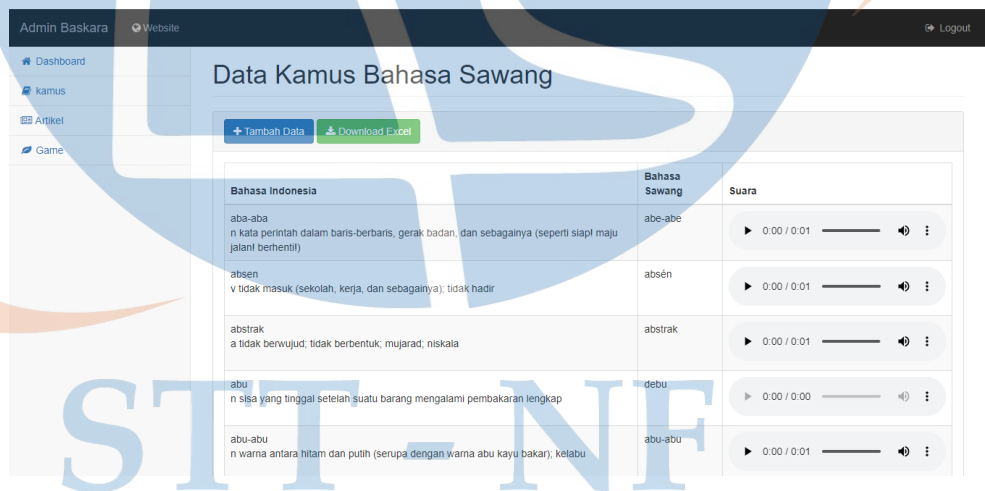 Admin Baskara Website Logout
Dashboard
kamus
Artikel
Game
Data Kamus Bahasa Sawang
Tambah Data Download Excel
Bahasa Indonesia Bahasa Sawang Suara
aba-aba abe-abe
n kata perintah dalam baris-berbaris, gerak badan, dan sebagainya (seperti siap! maju
jalan! berhenti!)
0:00 / 0:01
absen absén
v tidak masuk (sekolah, kerja, dan sebagainya); tidak hadir
0:00 / 0:01
abstrak abstrak
a tidak berwujud; tidak berbentuk; mujarad; niskala
0:00 / 0:01
abu debu
n sisa yang tinggal setelah suatu barang mengalami pembakaran lengkap
0:00 / 0:00
abu-abu abu-abu
n warna antara hitam dan putih (serupa dengan warna abu kayu bakar); kelabu
0:00 / 0:01
STT - NF